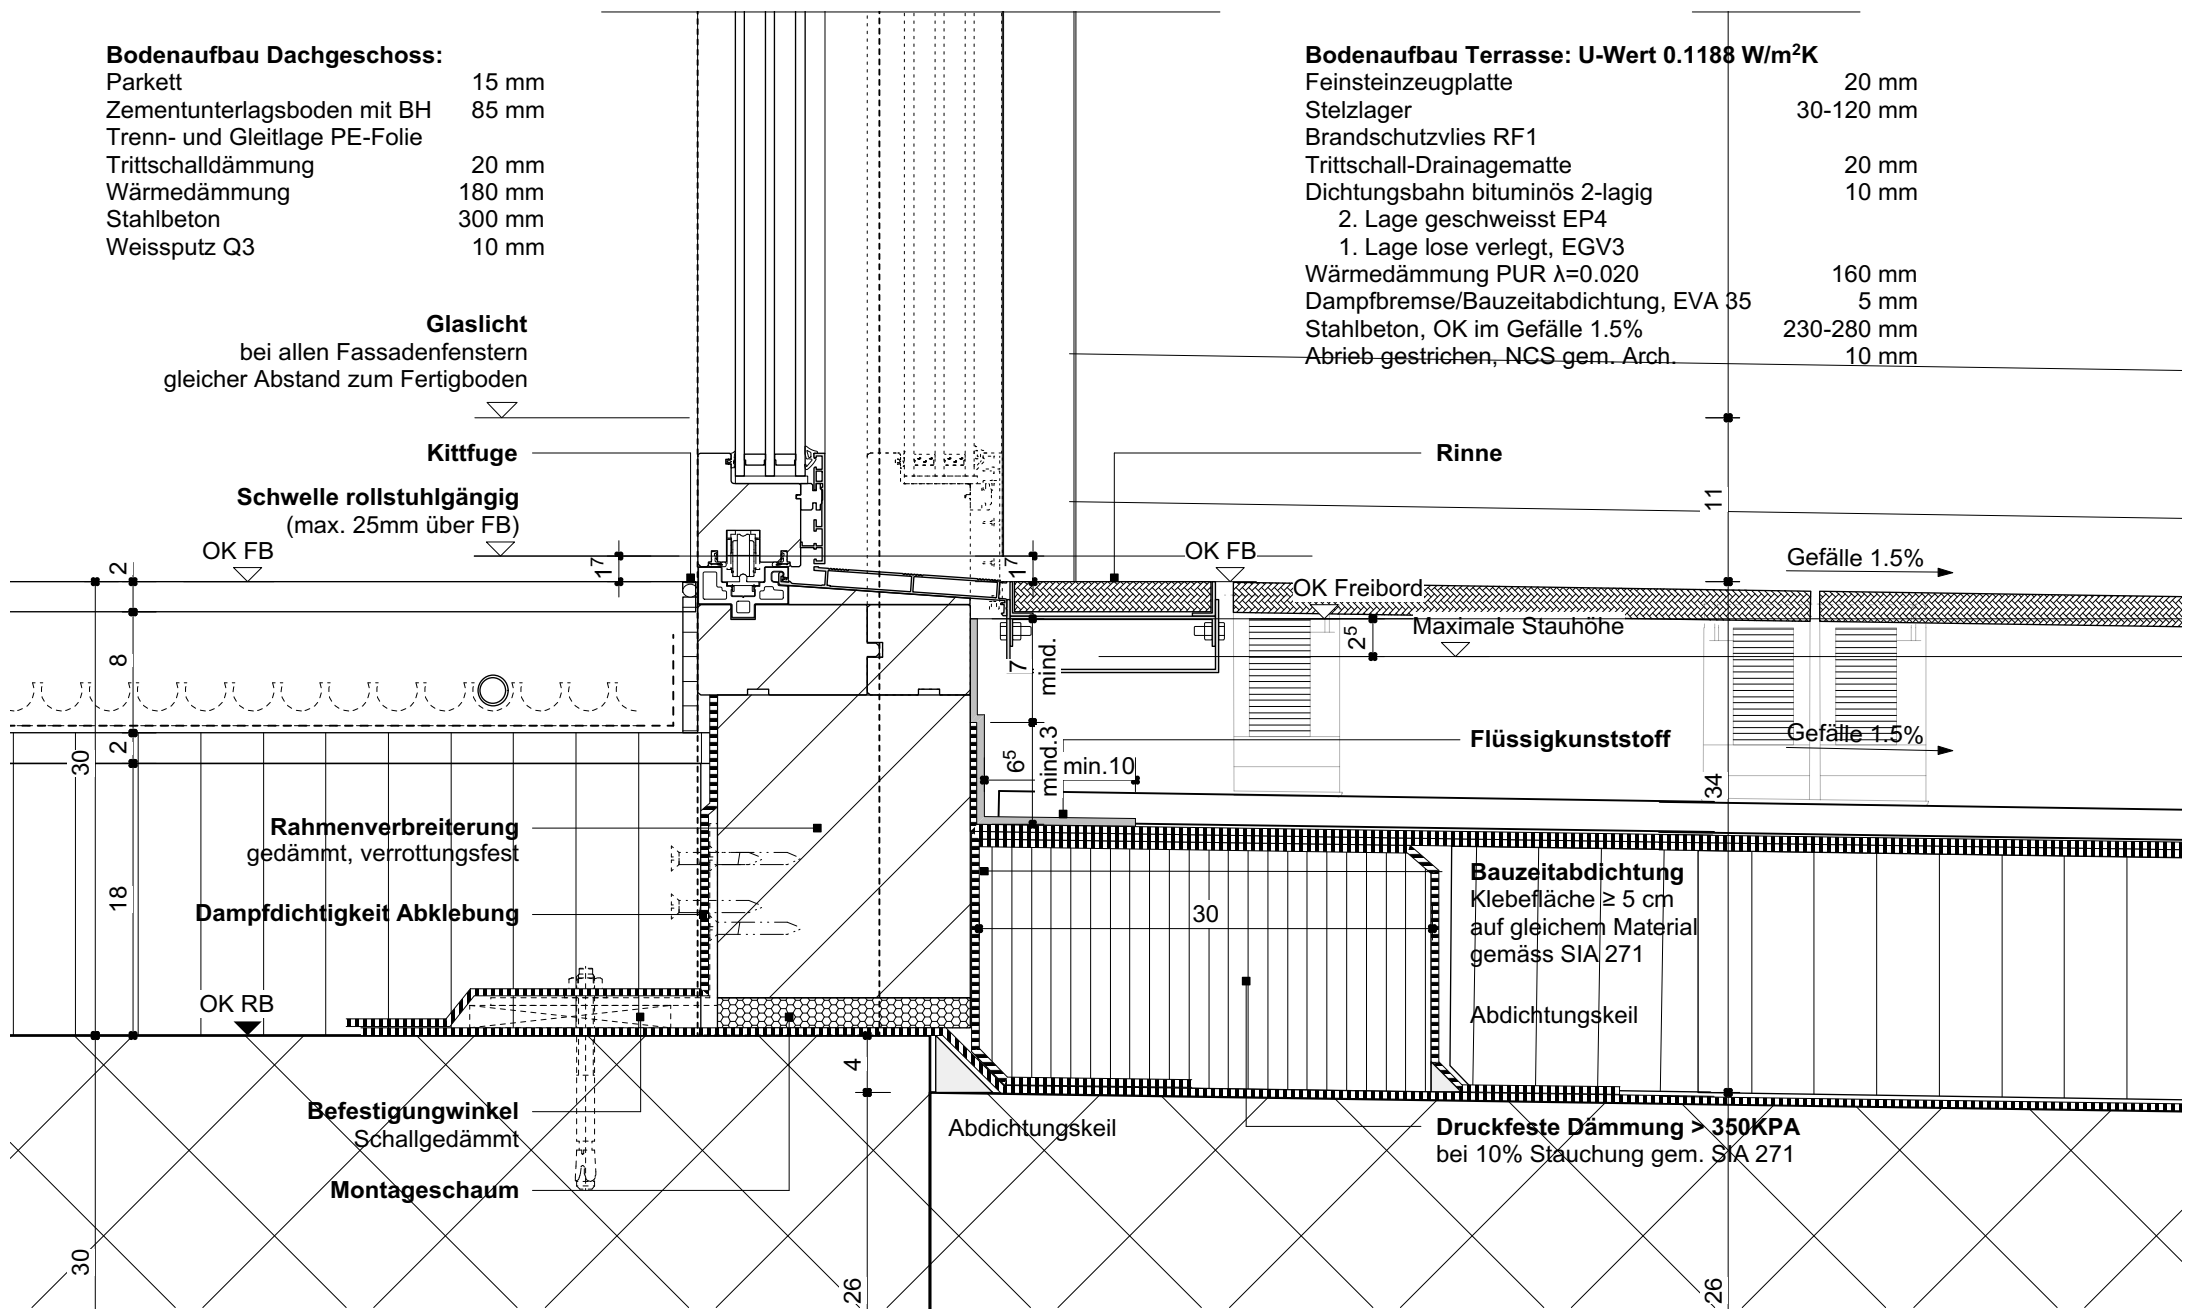 Bodenaufbau Dachgeschoss:
Parkett 15 mm
Zementunterlagsboden mit BH 85 mm
Trenn- und Gleitlage PE-Folie
Trittschalldämmung 20 mm
Wärmedämmung 180 mm
Stahlbeton 300 mm
Weissputz Q3 10 mm
Bodenaufbau Terrasse: U-Wert 0.1188 W/m²K
Feinsteinzeugplatte 20 mm
Stelzlager 30-120 mm
Brandschutzvlies RF1
Trittschall-Drainagematte 20 mm
Dichtungsbahn bituminös 2-lagig 10 mm
2. Lage geschweisst EP4
1. Lage lose verlegt, EGV3
Wärmedämmung PUR λ=0.020 160 mm
Dampfbremse/Bauzeitabdichtung, EVA 35 5 mm
Stahlbeton, OK im Gefälle 1.5% 230-280 mm
Abrieb gestrichen, NCS gem. Arch. 10 mm
Glaslicht
bei allen Fassadenfenstern
gleicher Abstand zum Fertigboden
Kittfuge
Rinne
Schwelle rollstuhlgängig
(max. 25mm über FB)
11
OK FB
OK FB
Gefälle 1.5%
2
1⁷
1⁷
OK Freibord
Maximale Stauhöhe
2⁵
8
7
mind.
2
30
6⁵
mind.3
min.10
Flüssigkunststoff
Gefälle 1.5%
34
Rahmenverbreiterung
gedämmt, verrottungsfest
18
Dampfdichtigkeit Abklebung
30
Bauzeitabdichtung
Klebefläche ≥ 5 cm
auf gleichem Material
gemäss SIA 271
Abdichtungskeil
OK RB
4
Befestigungwinkel
Schallgedämmt
Abdichtungskeil
Druckfeste Dämmung > 350KPA
bei 10% Stauchung gem. SIA 271
Montageschaum
30
26
26